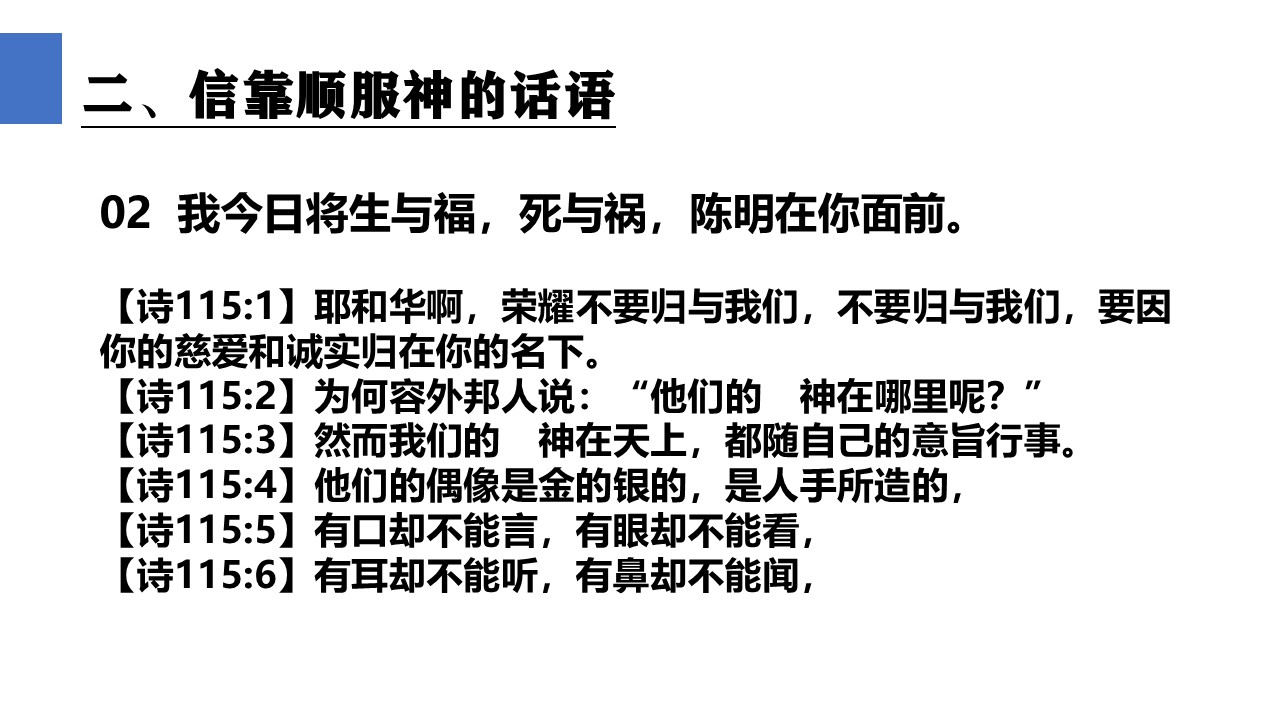 二、信靠顺服神的话语
02 我今日将生与福，死与祸，陈明在你面前。
【诗115:1】耶和华啊，荣耀不要归与我们，不要归与我们，要因
你的慈爱和诚实归在你的名下。
【诗115:2】为何容外邦人说：“他们的　神在哪里呢？”
【诗115:3】然而我们的　神在天上，都随自己的意旨行事。
【诗115:4】他们的偶像是金的银的，是人手所造的，
【诗115:5】有口却不能言，有眼却不能看，
【诗115:6】有耳却不能听，有鼻却不能闻，